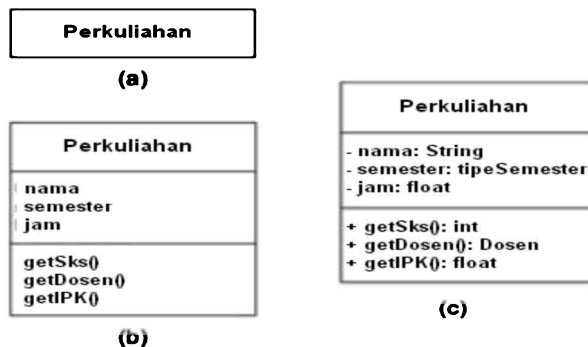 Perkuliahan
(a)
Perkuliahan
nama
semester
jam
getSks()
getDosen()
getIPK()
(b)
Perkuliahan
- nama: String
- semester: tipeSemester
- jam: float
+ getSks(): int
+ getDosen(): Dosen
+ getIPK(): float
(c)